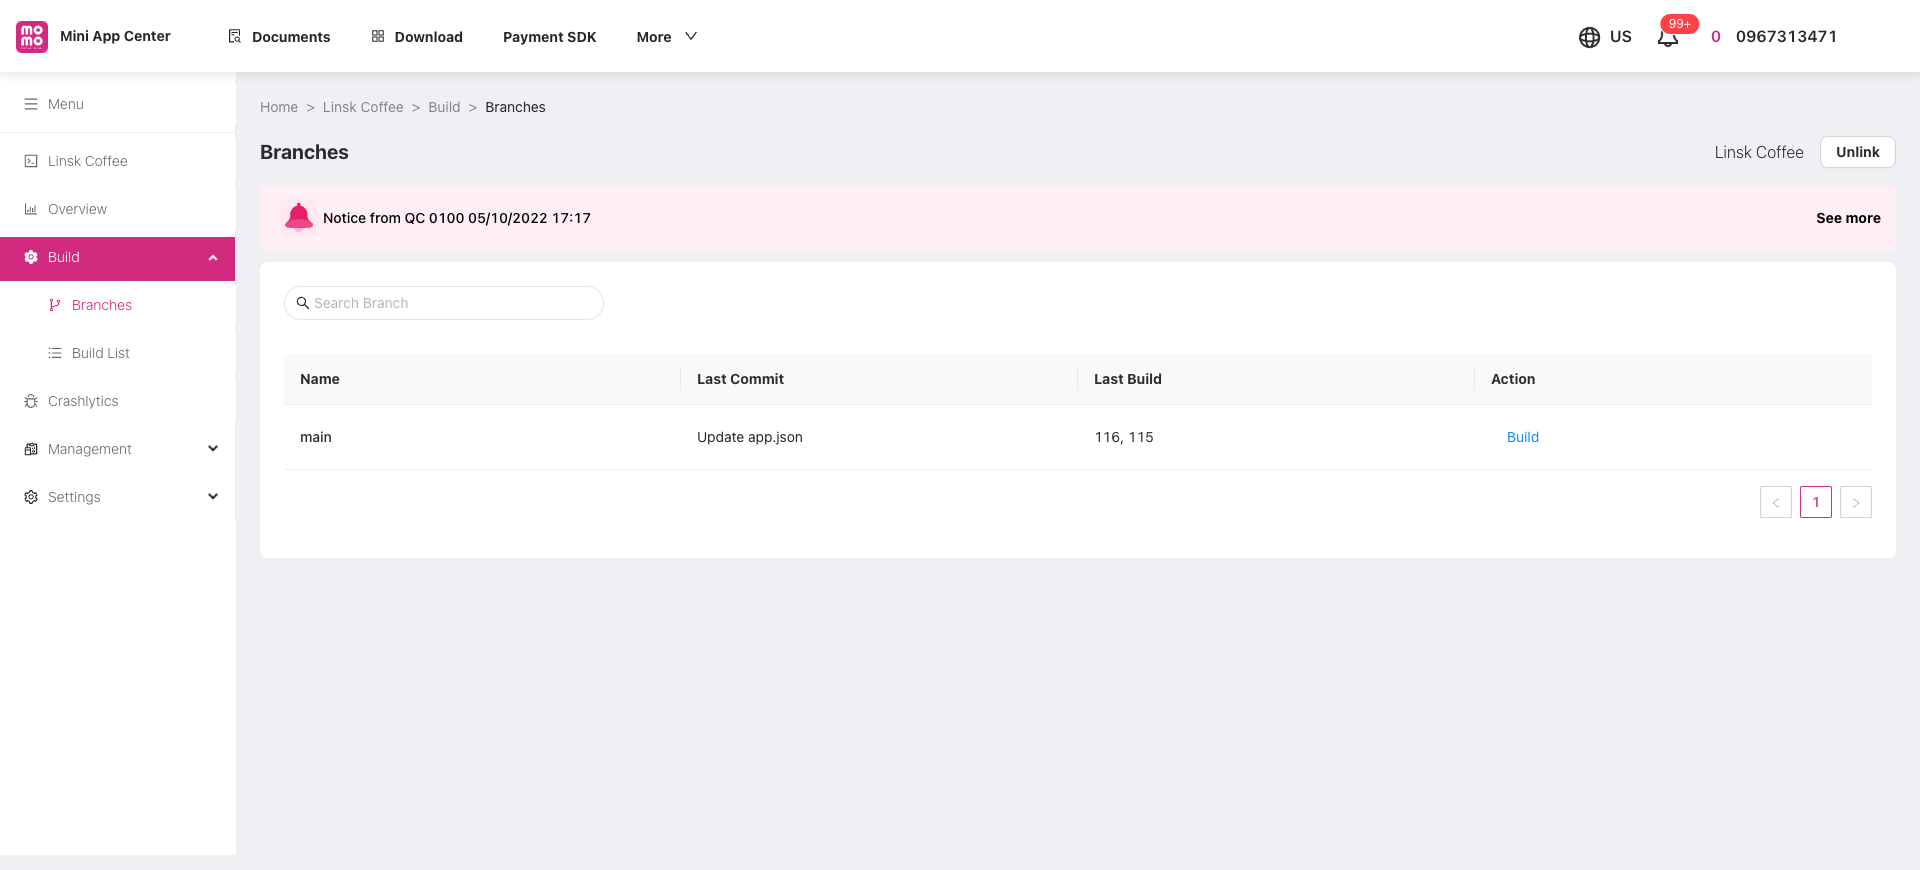 mo
mo
Mini App Center
Documents
Download
Payment SDK
More
US
99+
0
0967313471
Menu
Linsk Coffee
Overview
Build
Branches
Build List
Crashlytics
Management
Settings
Home > Linsk Coffee > Build > Branches
Branches
Linsk Coffee
Unlink
Notice from QC 0100 05/10/2022 17:17
See more
Search Branch
Name
Last Commit
Last Build
Action
main
Update app.json
116, 115
Build
< 1 >